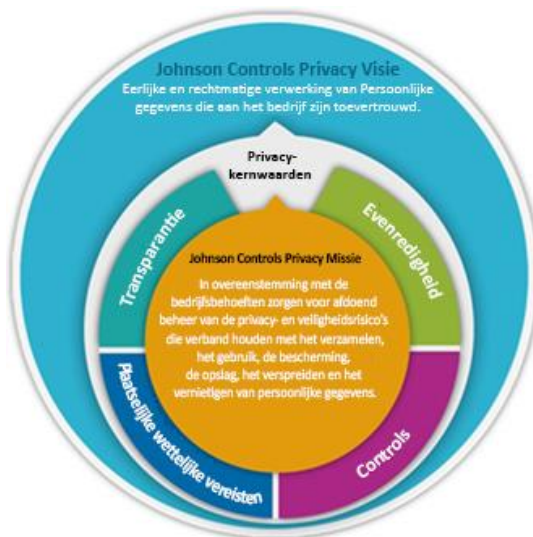 Johnson Controls Privacy Visie
Eerlijke en rechtmatige verwerking van Persoonlijke
gegevens die aan het bedrijf zijn toevertrouwd.
Privacy-
kernwaarden
Transparantie
Evenredigheid
Johnson Controls Privacy Missie
In overeenstemming met de
bedrijfsbehoeften zorgen voor afdoend
beheer van de privacy- en veiligheidsrisico's
die verband houden met het verzamelen,
het gebruik, de bescherming,
de opslag, het verspreiden en het
vernietigen van persoonlijke gegevens.
Plaatselijke wettelijke vereisten
Controls